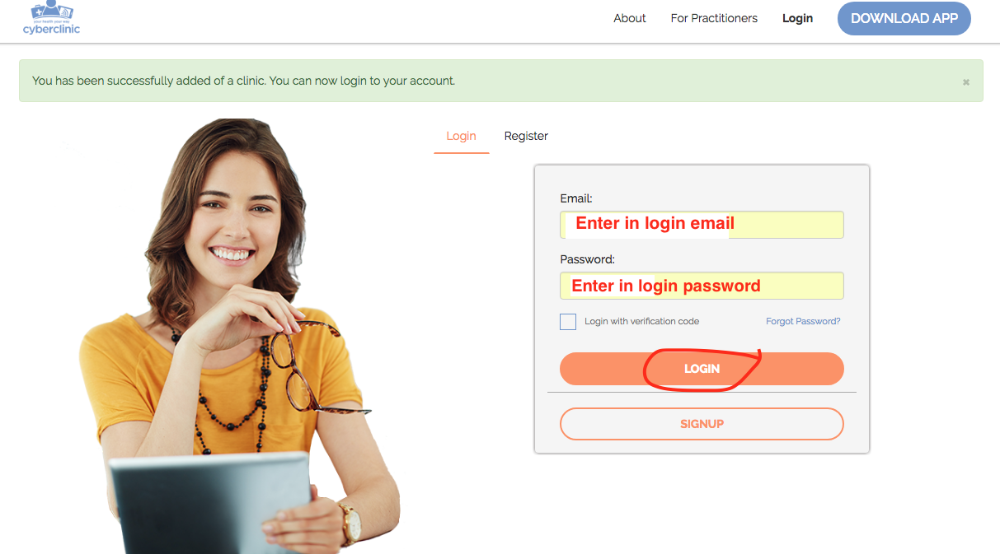 your health your way
cyberclinic
About
For Practitioners
Login
DOWNLOAD APP
You has been successfully added of a clinic. You can now login to your account.
×
Login
Register
Email:
Enter in login email
Password:
Enter in login password
Login with verification code
Forgot Password?
LOGIN
SIGNUP